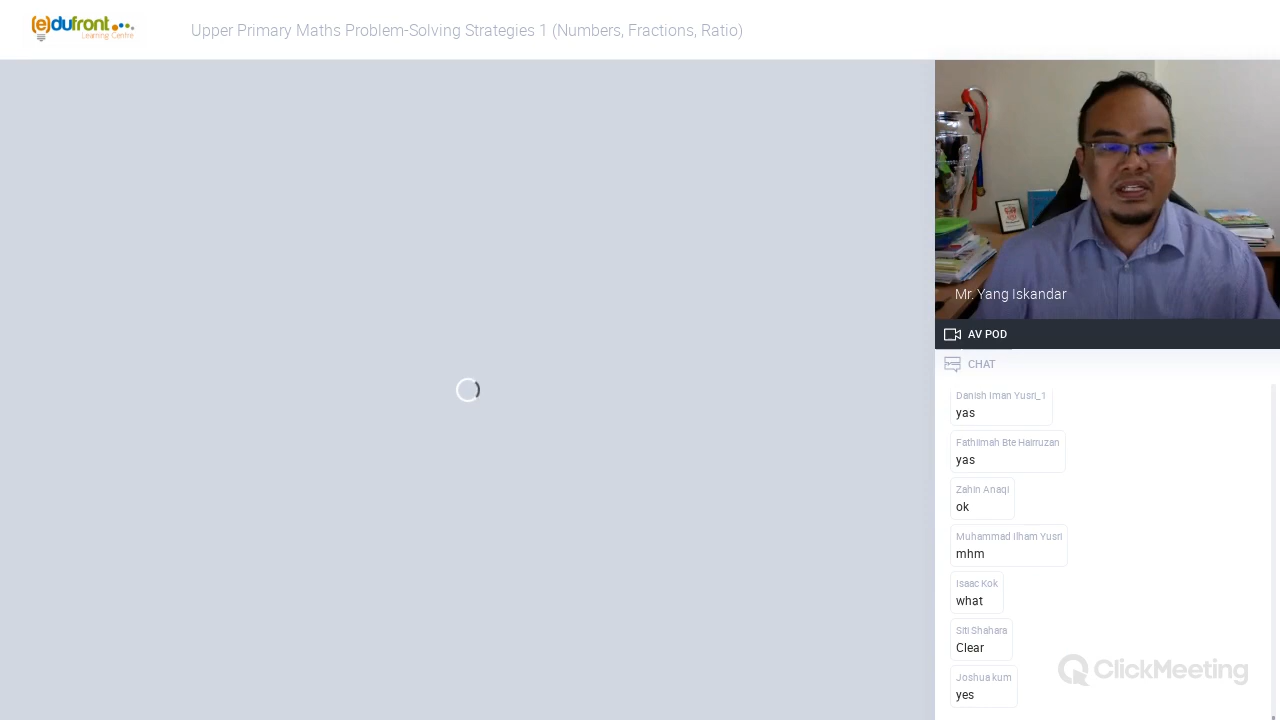 (e)dufront
Learning Centre
Upper Primary Maths Problem-Solving Strategies 1 (Numbers, Fractions, Ratio)
Mr. Yang Iskandar
AV POD
CHAT
Danish Iman Yusri_1
yas
Fathilmah Bte Hairruzan
yas
Zahin Anaqi
ok
Muhammad Ilham Yusri
mhm
Isaac Kok
what
Siti Shahara
Clear
Joshua kum
yes
ClickMeeting